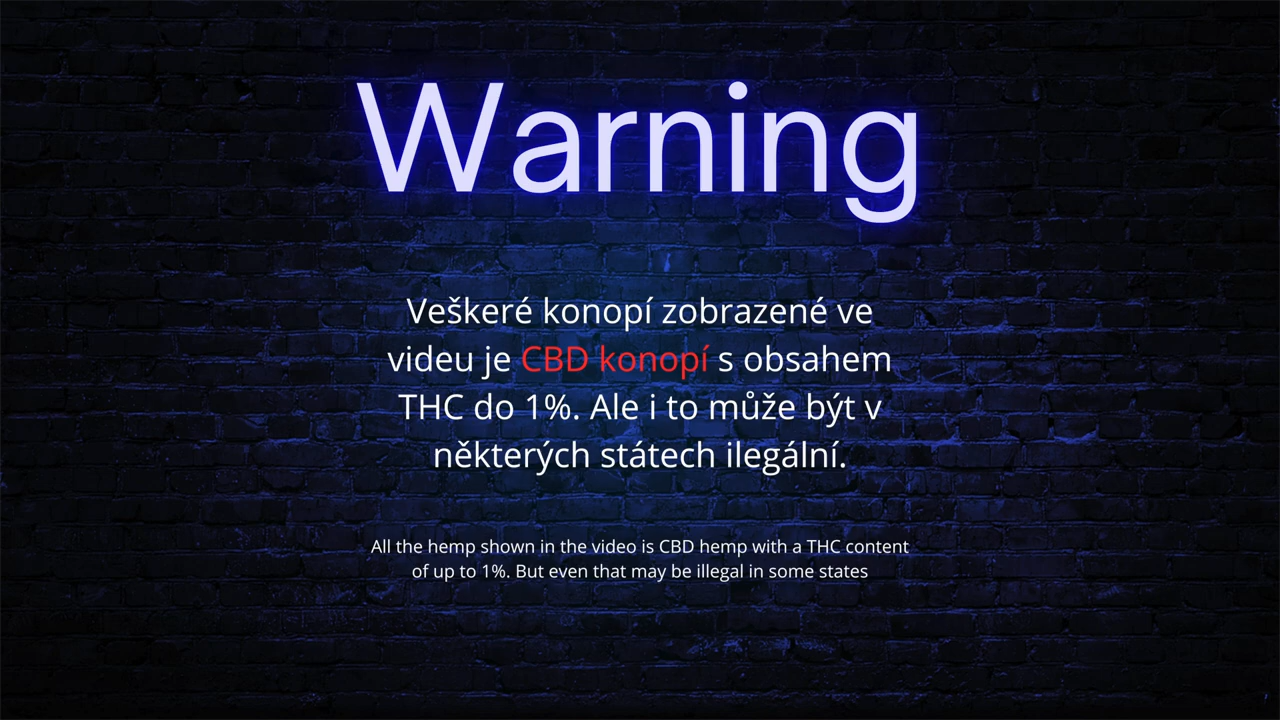 Warning
Veškeré konopí zobrazené ve
videu je CBD konopí s obsahem
THC do 1%. Ale i to může být v
některých státech ilegální.
All the hemp shown in the video is CBD hemp with a THC content
of up to 1%. But even that may be illegal in some states